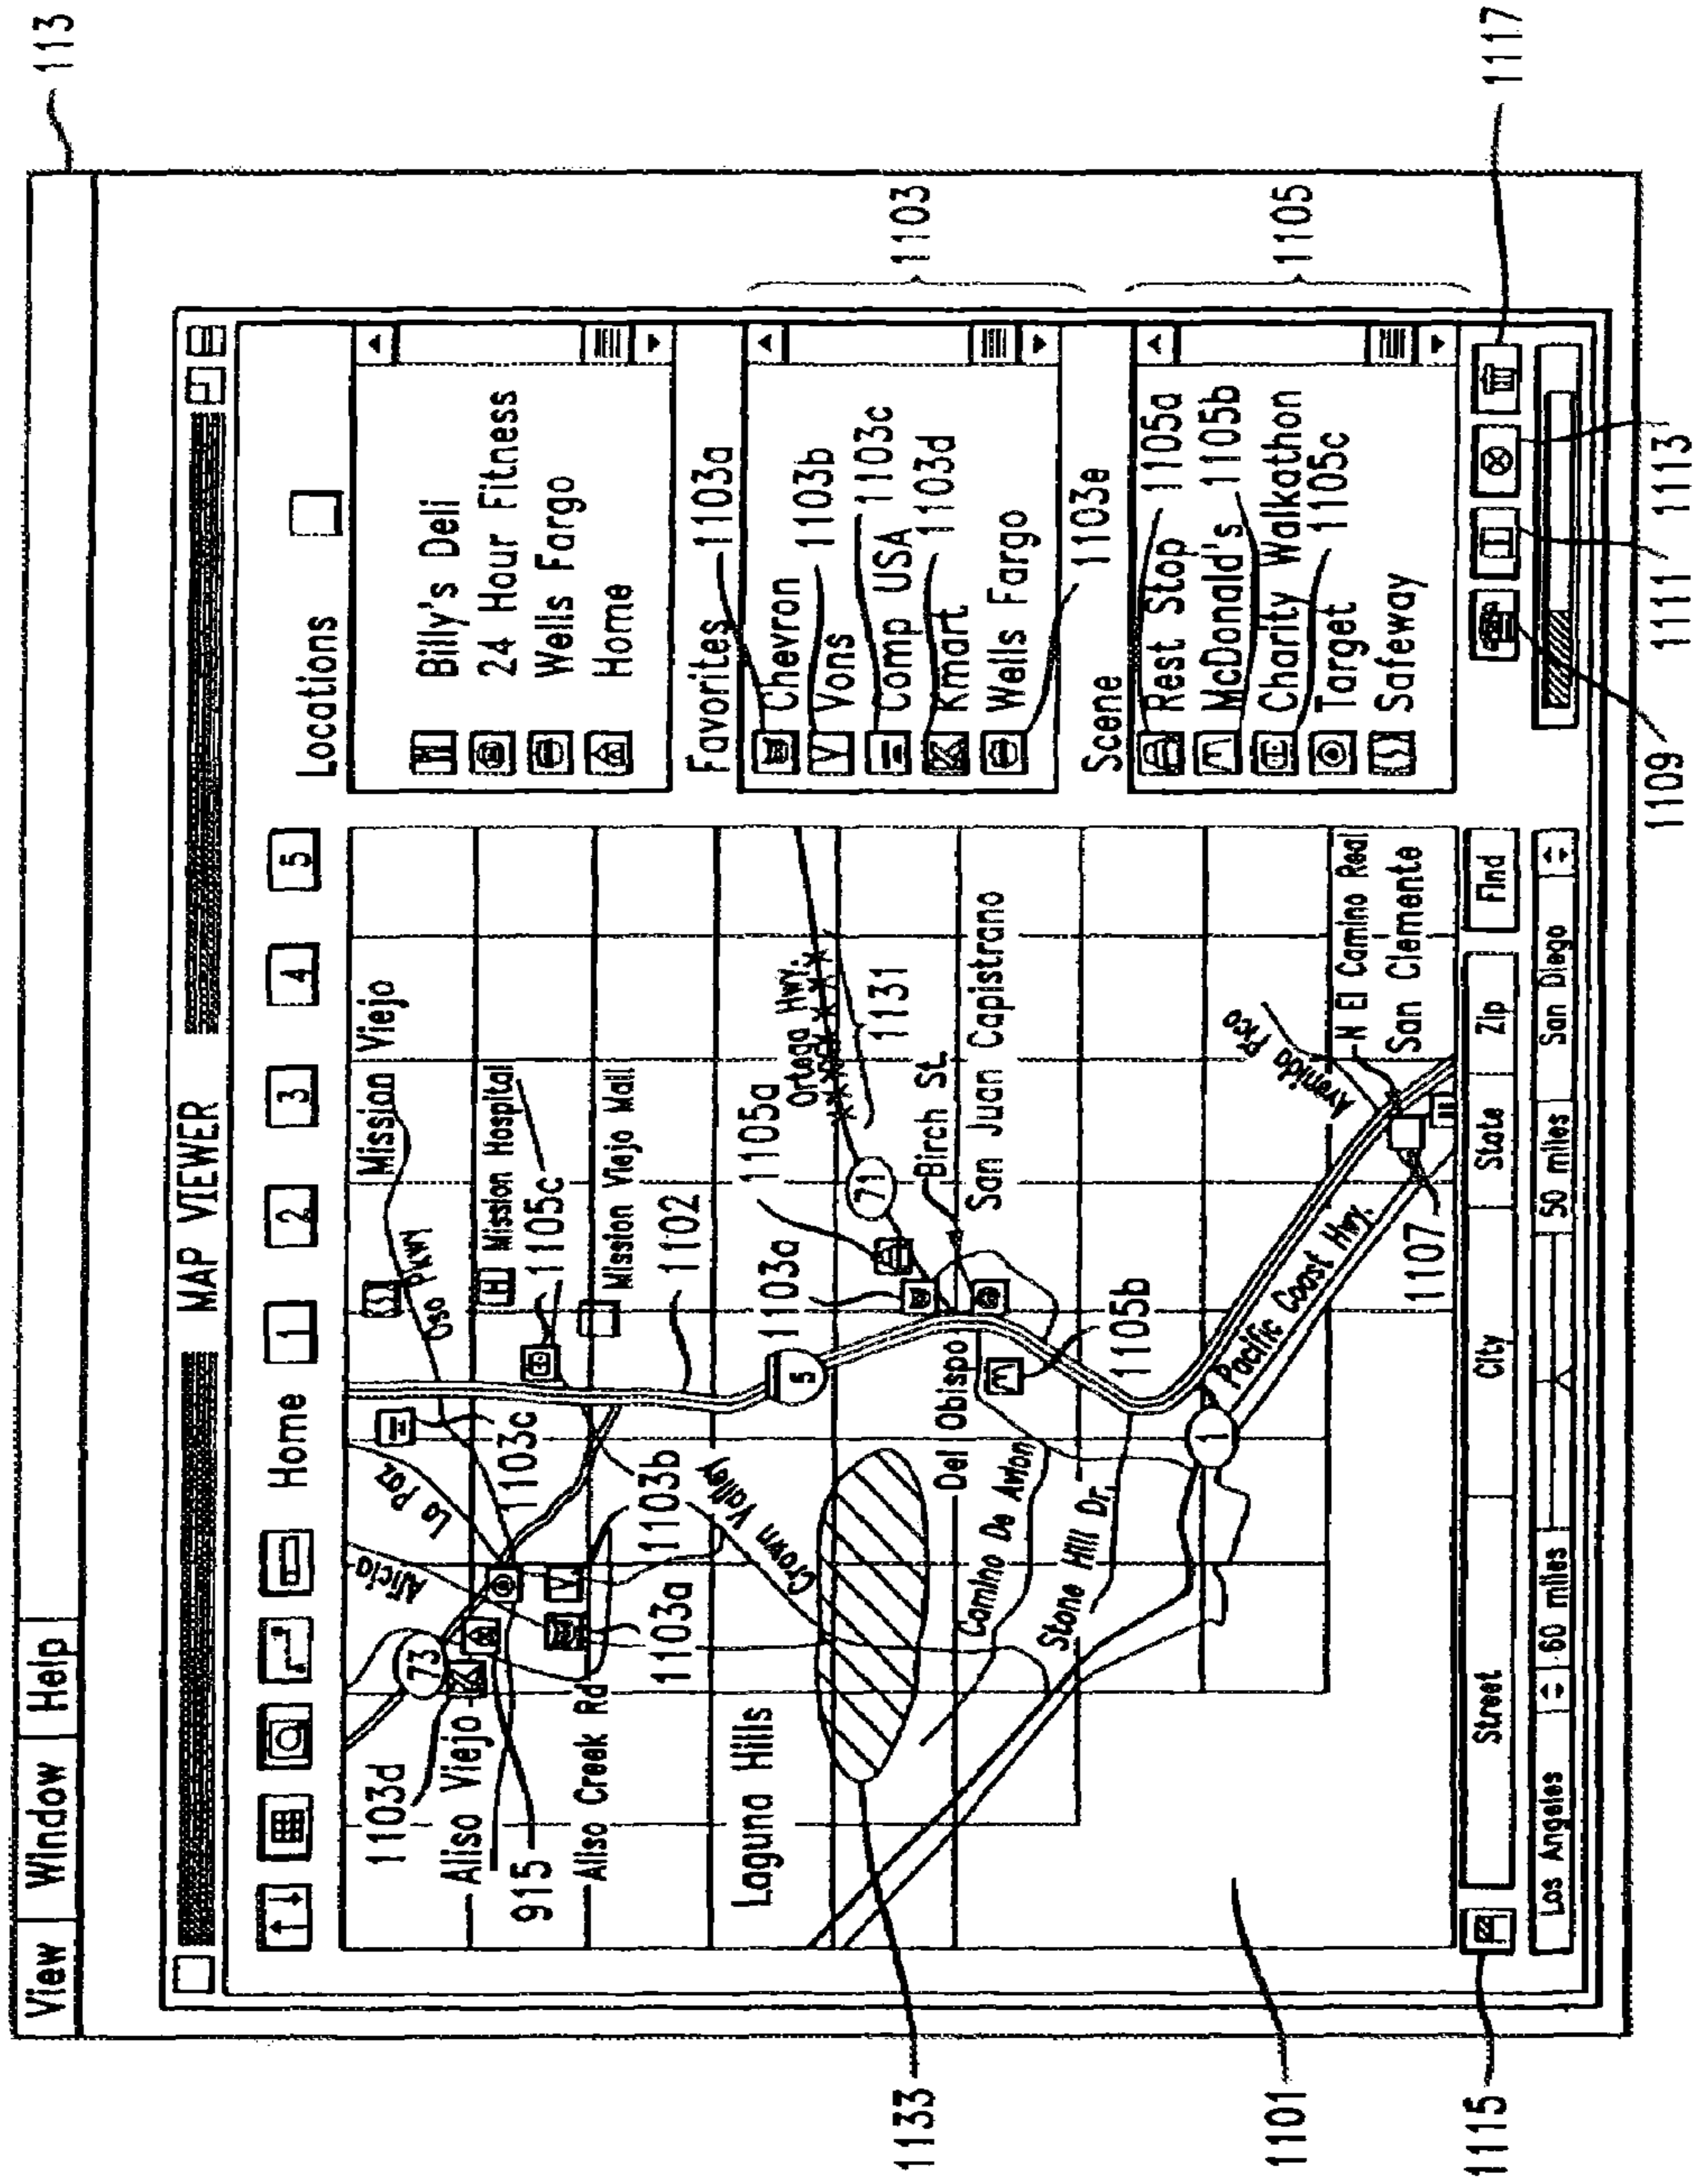 113
View Window Help
MAP VIEWER
Home 1 2 3 4 5
Locations
Billy's Deli
24 Hour Fitness
Wells Fargo
Home
Favorites
1103a
Chevron
Vons
1103b
Comp USA
1103c
Kmart
1103d
Wells Fargo
1103e
1103
Scene
Rest Stop
1105a
McDonald's
1105b
Charity Walkathon
Target
1105c
Safeway
1105
1103d
73
Alicia
La Paz
Oso Pkwy
Mission Viejo
Aliso Viejo
1103c
H Mission Hospital
915
1105c
Aliso Creek Rd
V
Mission Viejo Mall
1103a
1103b
1102
Crown Valley
Laguna Hills
5
1103a
1105a
Ortega Hwy.
71
1131
Del Obispo
Birch St.
San Juan Capistrano
Camino De Avion
Stone Hill Dr.
1105b
1
Pacific Coast Hwy.
Avenida Pico
1107
N El Camino Real
San Clemente
1133
1101
1115
Street City State Zip Find
Los Angeles 60 miles 50 miles San Diego
1109
1111
1113
1117